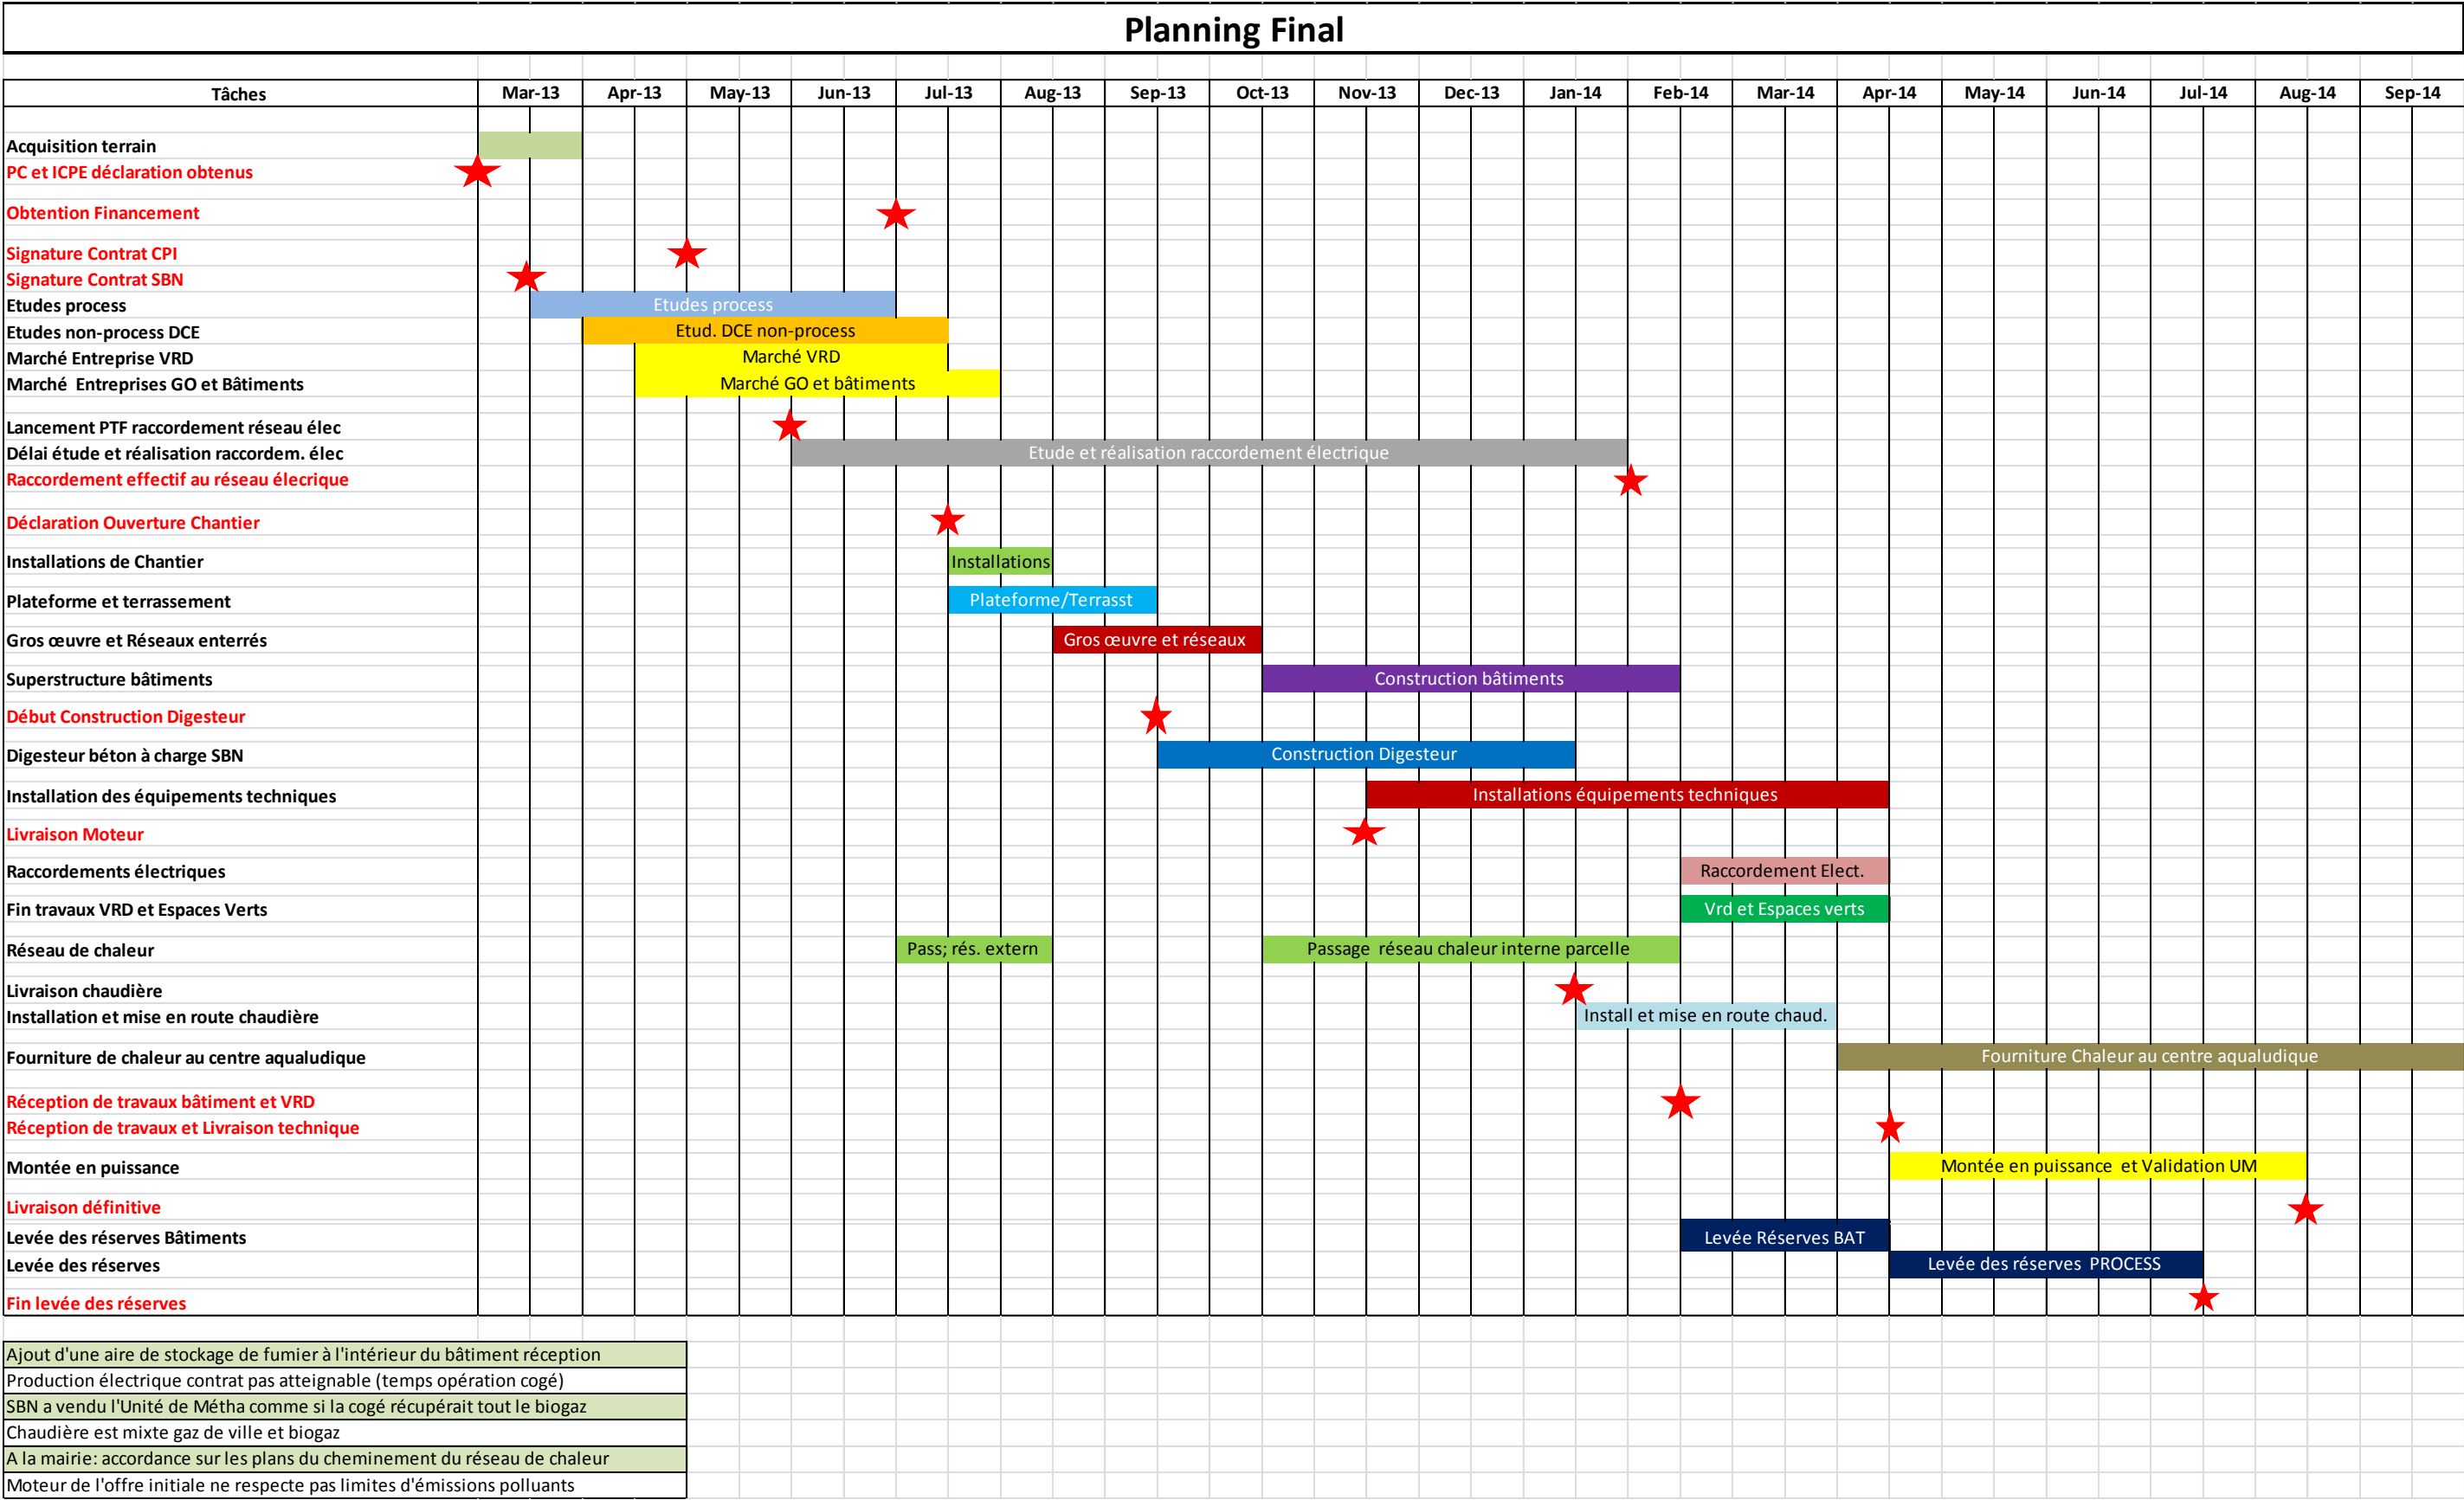 Planning Final
Tâches Mar-13 Apr-13 May-13 Jun-13 Jul-13 Aug-13 Sep-13 Oct-13 Nov-13 Dec-13 Jan-14 Feb-14 Mar-14 Apr-14 May-14 Jun-14 Jul-14 Aug-14 Sep-14
Acquisition terrain
PC et ICPE déclaration obtenus
Obtention Financement
Signature Contrat CPI
Signature Contrat SBN
Etudes process Etudes process
Etudes non-process DCE Etud. DCE non-process
Marché Entreprise VRD Marché VRD
Marché  Entreprises GO et Bâtiments Marché GO et bâtiments
Lancement PTF raccordement réseau élec
Délai étude et réalisation raccordem. élec Etude et réalisation raccordement électrique
Raccordement effectif au réseau élecrique
Déclaration Ouverture Chantier
Installations de Chantier Installations
Plateforme et terrassement Plateforme/Terrasst
Gros œuvre et Réseaux enterrés Gros œuvre et réseaux
Superstructure bâtiments Construction bâtiments
Début Construction Digesteur
Digesteur béton à charge SBN Construction Digesteur
Installation des équipements techniques Installations équipements techniques
Livraison Moteur
Raccordements électriques Raccordement Elect.
Fin travaux VRD et Espaces Verts Vrd et Espaces verts
Réseau de chaleur Pass; rés. extern Passage  réseau chaleur interne parcelle
Livraison chaudière
Installation et mise en route chaudière Install et mise en route chaud.
Fourniture de chaleur au centre aqualudique Fourniture Chaleur au centre aqualudique
Réception de travaux bâtiment et VRD
Réception de travaux et Livraison technique
Montée en puissance Montée en puissance  et Validation UM
Livraison définitive
Levée des réserves Bâtiments Levée Réserves BAT
Levée des réserves Levée des réserves  PROCESS
Fin levée des réserves
Ajout d'une aire de stockage de fumier à l'intérieur du bâtiment réception
Production électrique contrat pas atteignable (temps opération cogé)
SBN a vendu l'Unité de Métha comme si la cogé récupérait tout le biogaz
Chaudière est mixte gaz de ville et biogaz
A la mairie: accordance sur les plans du cheminement du réseau de chaleur
Moteur de l'offre initiale ne respecte pas limites d'émissions polluants